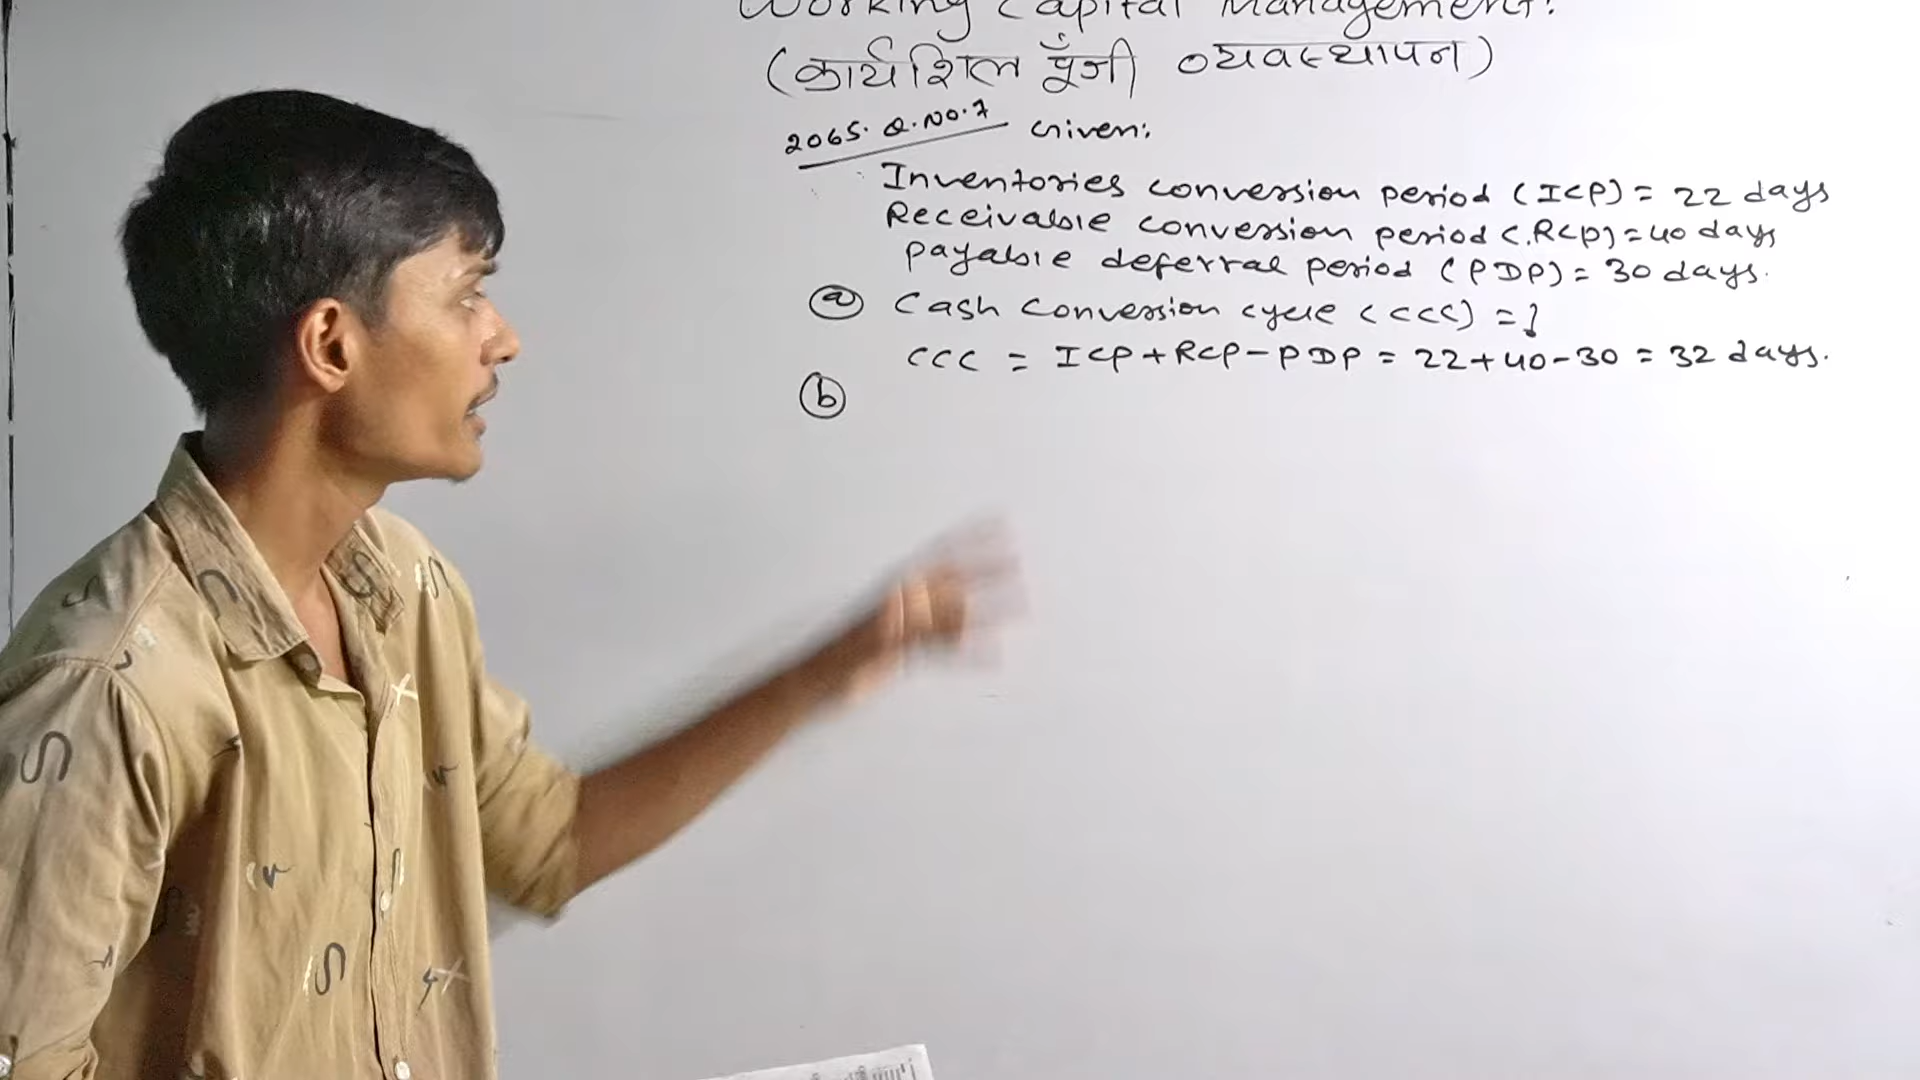 Working Capital Management:
(कार्यशिल पूँजी व्यवस्थापन)
2065. Q.NO.7 Given:
Inventories conversion period (ICP) = 22 days
Receivable conversion period (RCP) = 40 days
payable deferral period (PDP) = 30 days.
(a) Cash conversion cycle (CCC) = ?
CCC = ICP + RCP - PDP = 22 + 40 - 30 = 32 days.
(b)